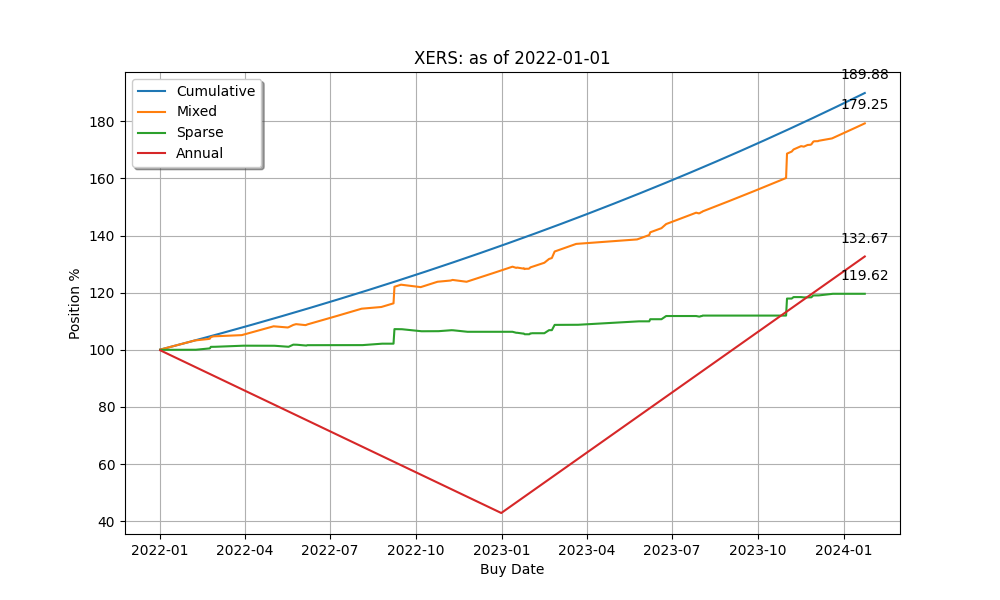 XERS: as of 2022-01-01
189.88
Cumulative
Mixed
Sparse
Annual
179.25
132.67
119.62
180
160
140
120
100
80
60
40
Position %
2022-01 2022-04 2022-07 2022-10 2023-01 2023-04 2023-07 2023-10 2024-01
Buy Date